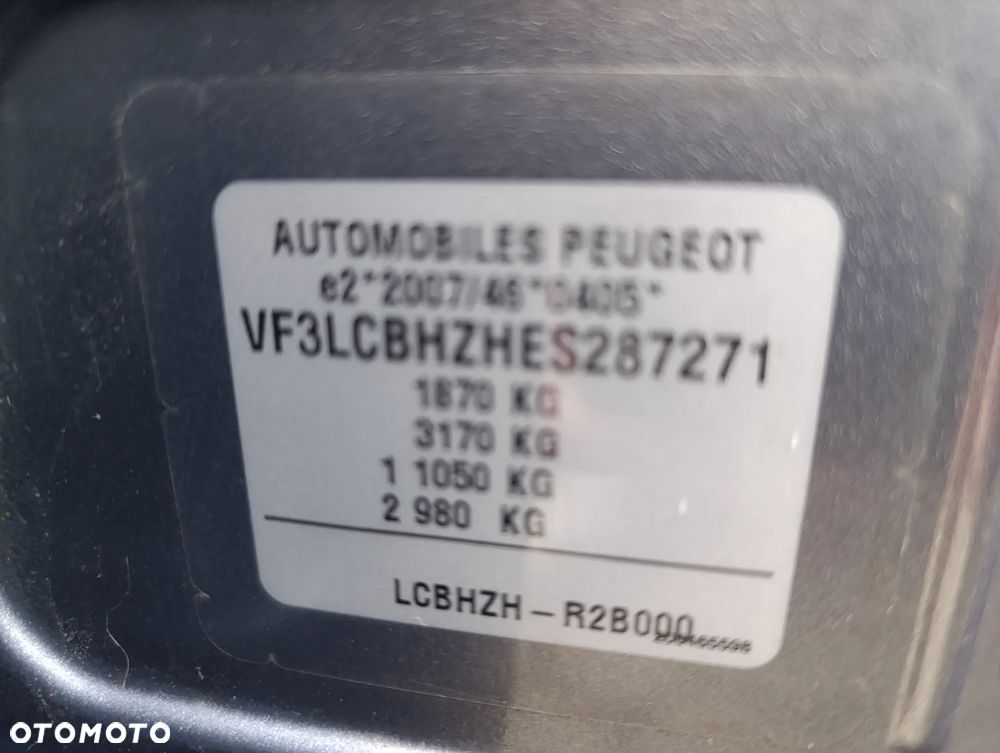 AUTOMOBILES PEUGEOT
e2*2007/46*0405*
VF3LCBHZHES287271
1870 KG
3170 KG
1 1050 KG
2 980 KG
LCBHZH - R2B000
OTOMOTO